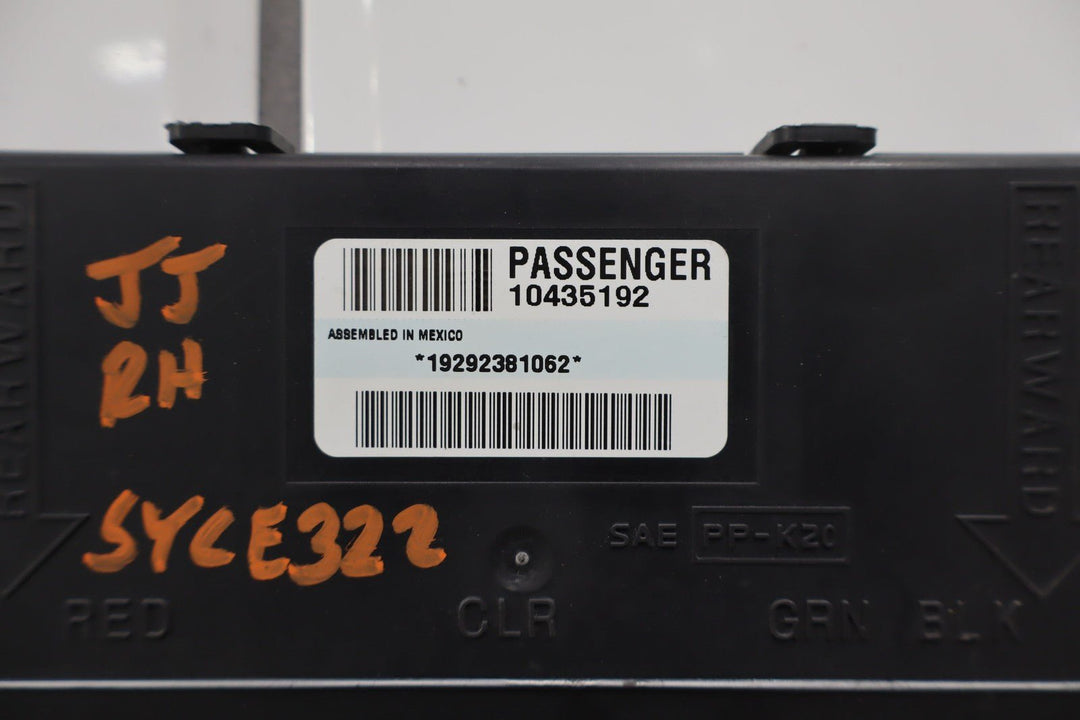 REARWARD
JJ
RH
SYCE322
PASSENGER
10435192
ASSEMBLED IN MEXICO
*19292381062*
REARWARD
SAE PP-K20
RED CLR GRN BLK